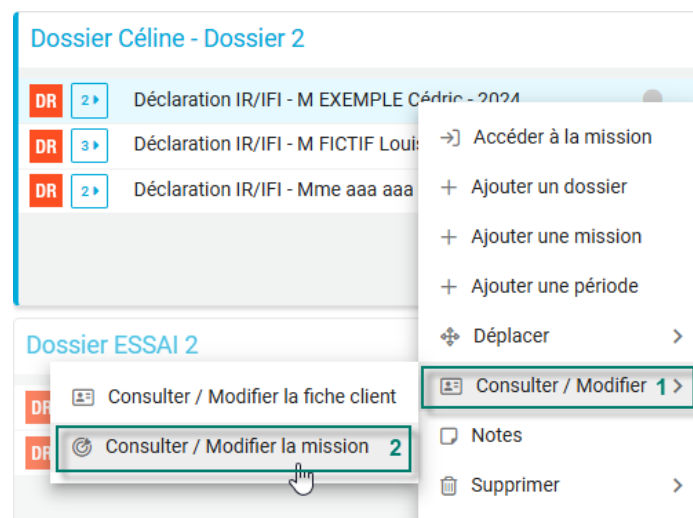 Dossier Céline - Dossier 2
DR 2 Déclaration IR/IFI - M EXEMPLE Cédric - 2024
DR 3 Déclaration IR/IFI - M FICTIF Louis
DR 2 Déclaration IR/IFI - Mme aaa aaa
Accéder à la mission
Ajouter un dossier
Ajouter une mission
Ajouter une période
Déplacer
Consulter / Modifier 1
Notes
Supprimer
Dossier ESSAI 2
DR
DR
Consulter / Modifier la fiche client
Consulter / Modifier la mission 2